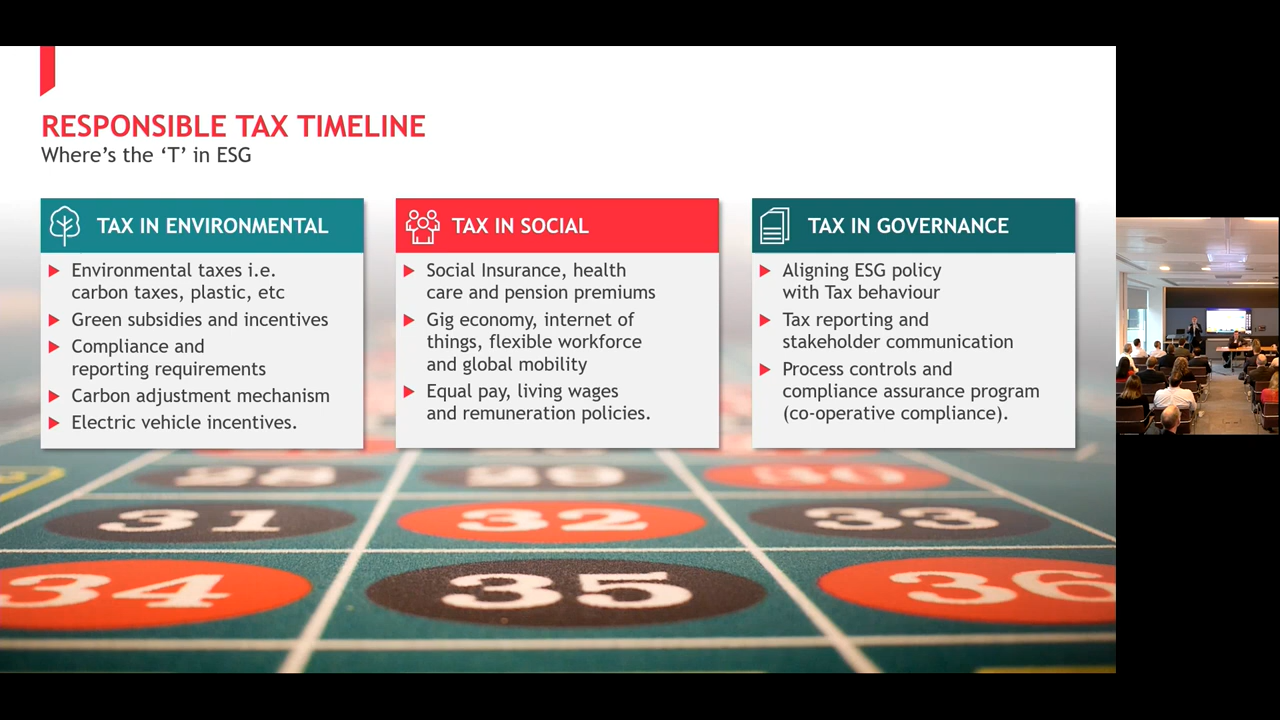 RESPONSIBLE TAX TIMELINE
Where’s the ‘T’ in ESG
TAX IN ENVIRONMENTAL
Environmental taxes i.e.
carbon taxes, plastic, etc
Green subsidies and incentives
Compliance and
reporting requirements
Carbon adjustment mechanism
Electric vehicle incentives.
TAX IN SOCIAL
Social Insurance, health
care and pension premiums
Gig economy, internet of
things, flexible workforce
and global mobility
Equal pay, living wages
and remuneration policies.
TAX IN GOVERNANCE
Aligning ESG policy
with Tax behaviour
Tax reporting and
stakeholder communication
Process controls and
compliance assurance program
(co-operative compliance).
28 29 30
31 32 33
34 35 36